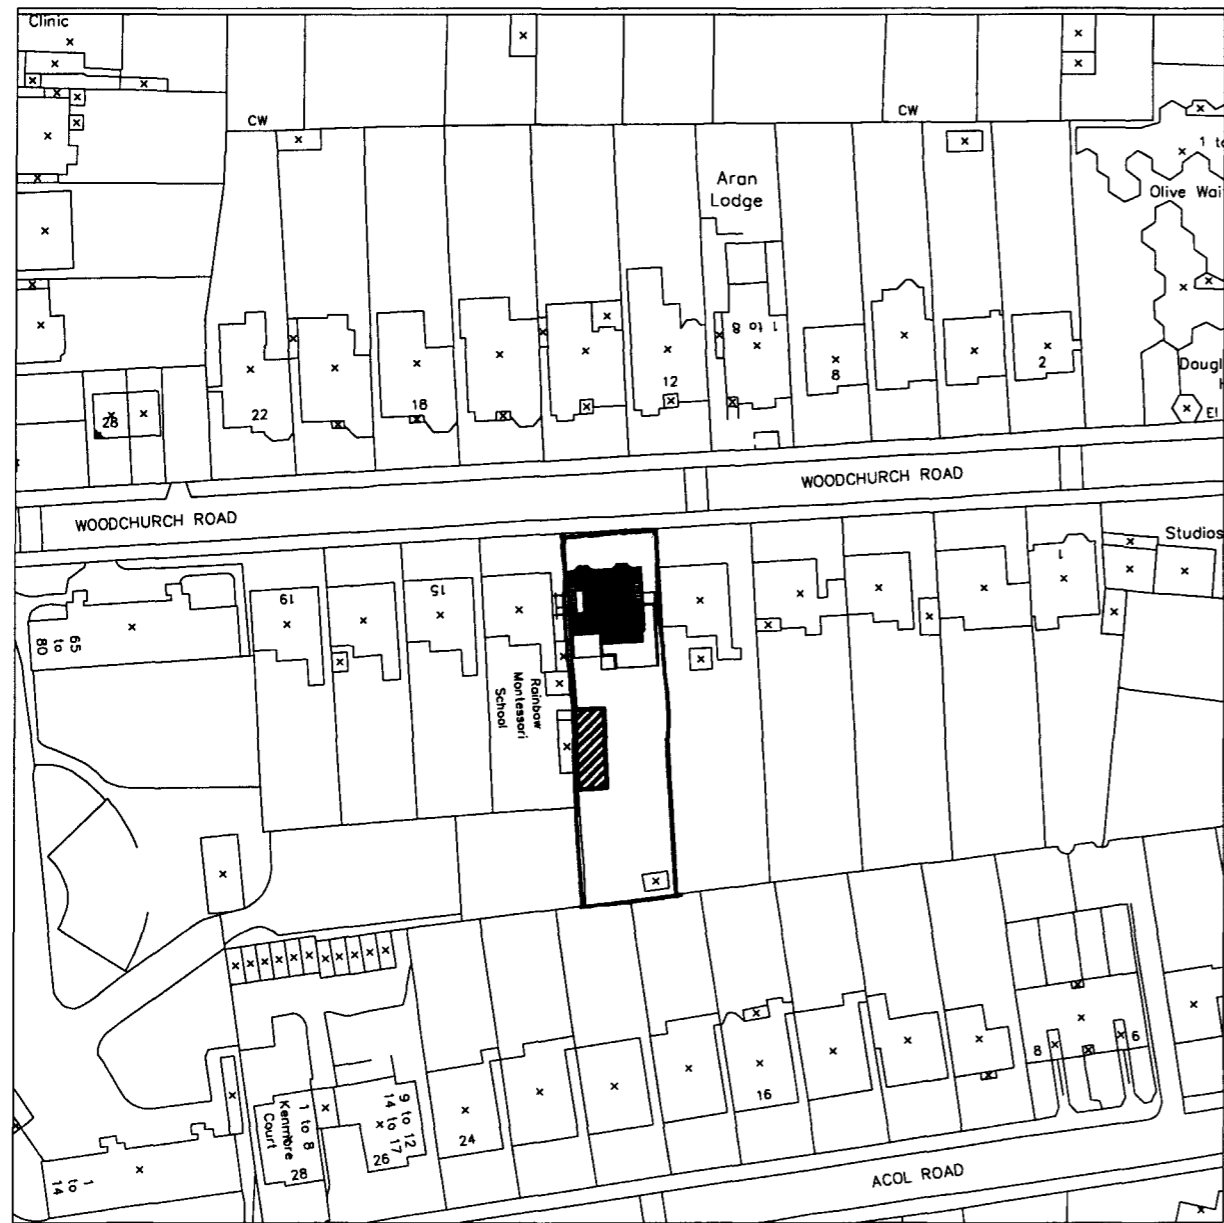 Clinic
CW
CW
Aran
Lodge
1 to
Olive Wai
1 to 8
Dougl
H
El
28
22
18
12
8
2
WOODCHURCH ROAD
WOODCHURCH ROAD
Studios
65
to
80
19
15
1
Rainbow
Montessori
School
16
8
6
24
9 to 12
14 to 17
26
1 to 8
Kenmore
Court
28
1
to
14
ACOL ROAD